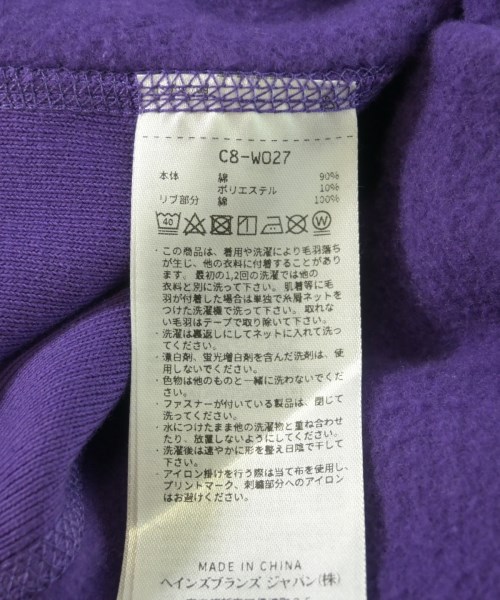 C8-W027
本体 綿 90%
ポリエステル 10%
リブ部分 綿 100%
40 W
・この商品は、着用や洗濯により毛羽落ち
が生じ、他の衣料に付着することがあり
ます。最初の1,2回の洗濯では他の
衣料と別に洗って下さい。肌着等に毛
羽が付着した場合は単独で糸屑ネットを
つけた洗濯機で洗って下さい。取れな
い毛羽はテープで取り除いて下さい。
・洗濯は裏返しにしてネットに入れて洗っ
てください。
・漂白剤、蛍光増白剤を含んだ洗剤は、使
用しないでください。
・色物は他のものと一緒に洗わないでくだ
さい。
・ファスナーが付いている製品は、閉じて
洗ってください。
・水につけたまま他の洗濯物と重ね合わせ
たり、放置しないようにしてください。
・洗濯後は速やかに形を整え日陰で干して
下さい。
・アイロン掛けを行う際は当て布を使用し、
プリントマーク、刺繍部分へのアイロン
はお避けください。
MADE IN CHINA
ヘインズブランズ ジャパン(株)